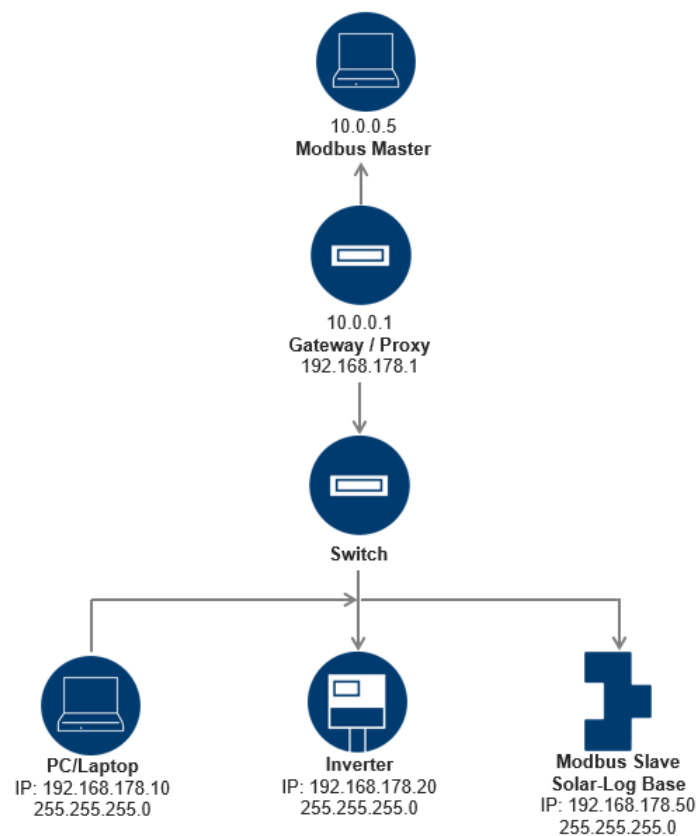 10.0.0.5
Modbus Master
10.0.0.1
Gateway / Proxy
192.168.178.1
Switch
PC/Laptop
IP: 192.168.178.10
255.255.255.0
Inverter
IP: 192.168.178.20
255.255.255.0
Modbus Slave
Solar-Log Base
IP: 192.168.178.50
255.255.255.0